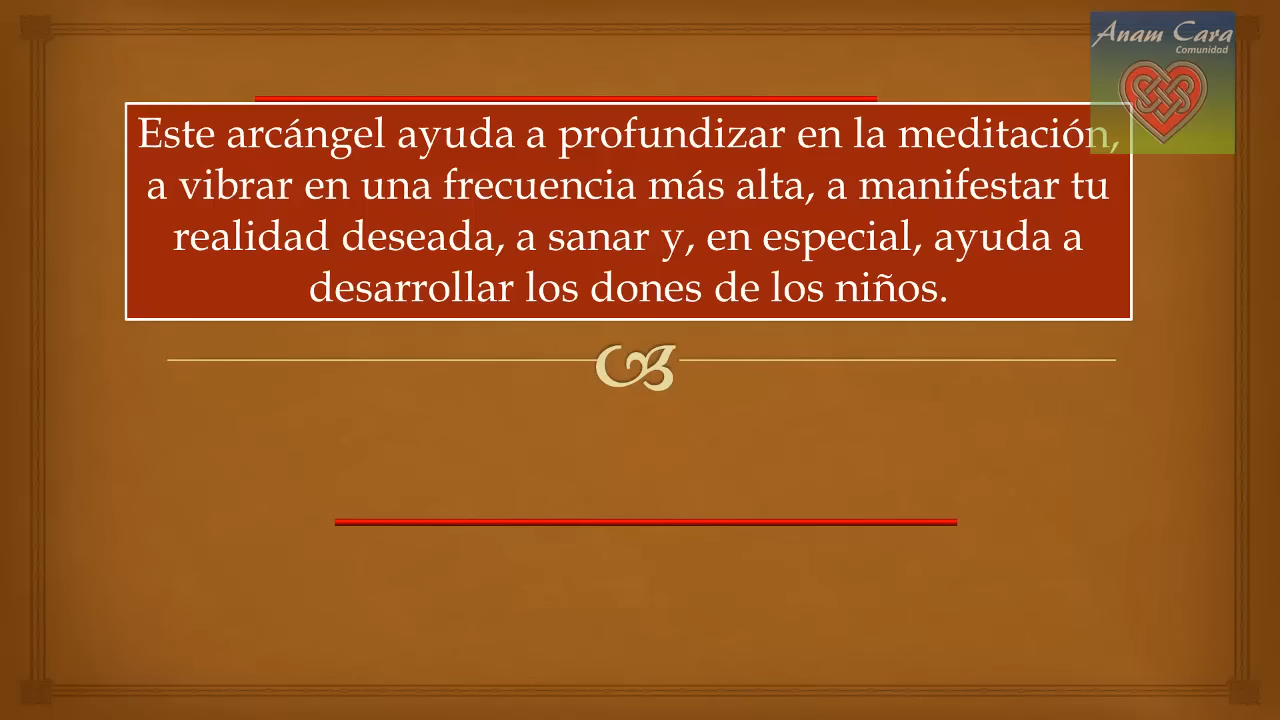 Anam Cara
Comunidad
Este arcángel ayuda a profundizar en la meditación,
a vibrar en una frecuencia más alta, a manifestar tu
realidad deseada, a sanar y, en especial, ayuda a
desarrollar los dones de los niños.